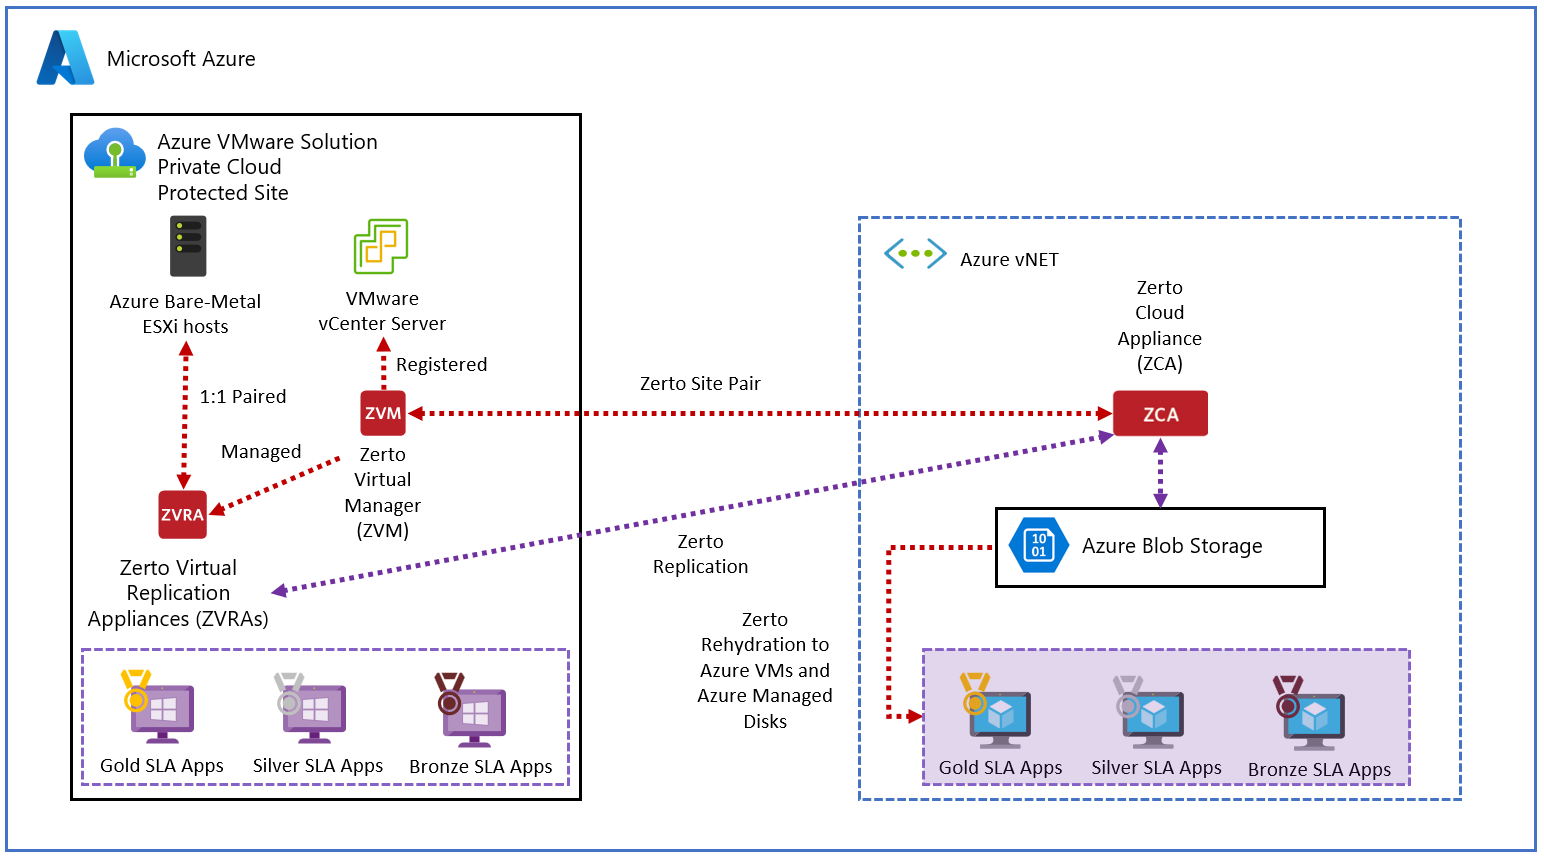 Microsoft Azure
Azure VMware Solution
Private Cloud
Protected Site
Azure Bare-Metal
ESXi hosts
VMware
vCenter Server
Registered
1:1 Paired
ZVM
Managed
Zerto
Virtual
Manager
(ZVM)
ZVRA
Zerto Virtual
Replication
Appliances (ZVRAs)
Gold SLA Apps
Silver SLA Apps
Bronze SLA Apps
Zerto Site Pair
Zerto
Replication
Zerto
Rehydration to
Azure VMs and
Azure Managed
Disks
Azure vNET
Zerto
Cloud
Appliance
(ZCA)
ZCA
10
01
Azure Blob Storage
Gold SLA Apps
Silver SLA Apps
Bronze SLA Apps